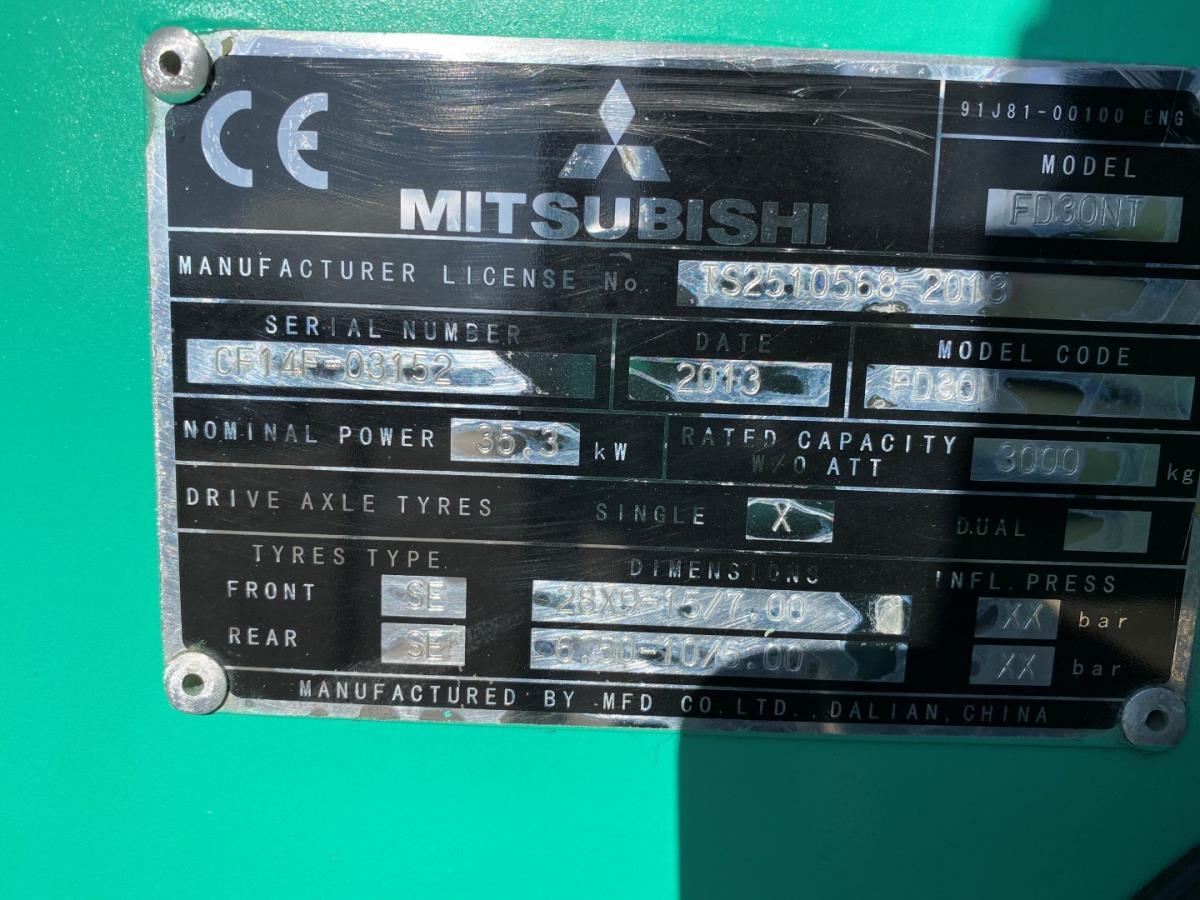 CE
91J81-00100 ENG
MITSUBISHI
MODEL
FD30NT
MANUFACTURER LICENSE No. TS2510568-2013
SERIAL NUMBER DATE MODEL CODE
CF14F-03152 2013 FD30N
NOMINAL POWER 35.3 kW RATED CAPACITY W/O ATT 3000 kg
DRIVE AXLE TYRES SINGLE X DUAL
TYRES TYPE DIMENSIONS INFL. PRESS
FRONT SE 28X9-15/7.00 XX bar
REAR SE 6.50-10/5.00 XX bar
MANUFACTURED BY MFD CO.LTD., DALIAN, CHINA